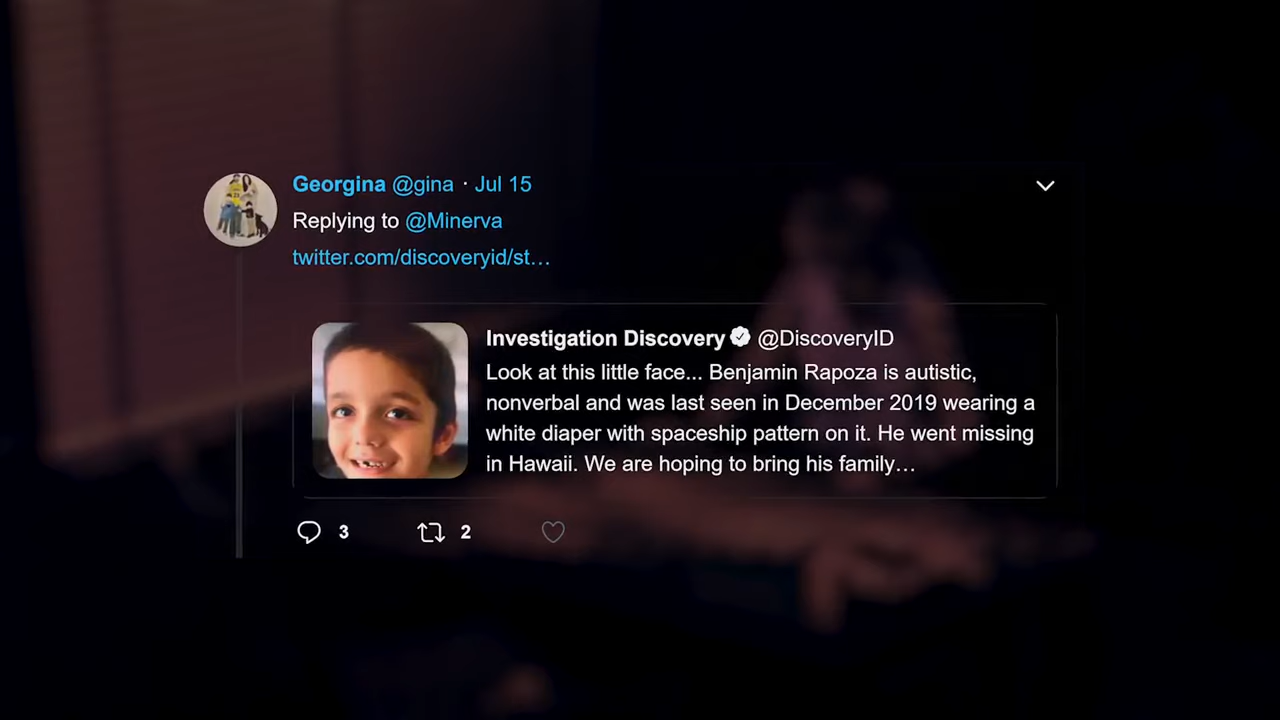 Georgina @gina · Jul 15
Replying to @Minerva
twitter.com/discoveryid/st…
Investigation Discovery @DiscoveryID
Look at this little face... Benjamin Rapoza is autistic,
nonverbal and was last seen in December 2019 wearing a
white diaper with spaceship pattern on it. He went missing
in Hawaii. We are hoping to bring his family…
3 2